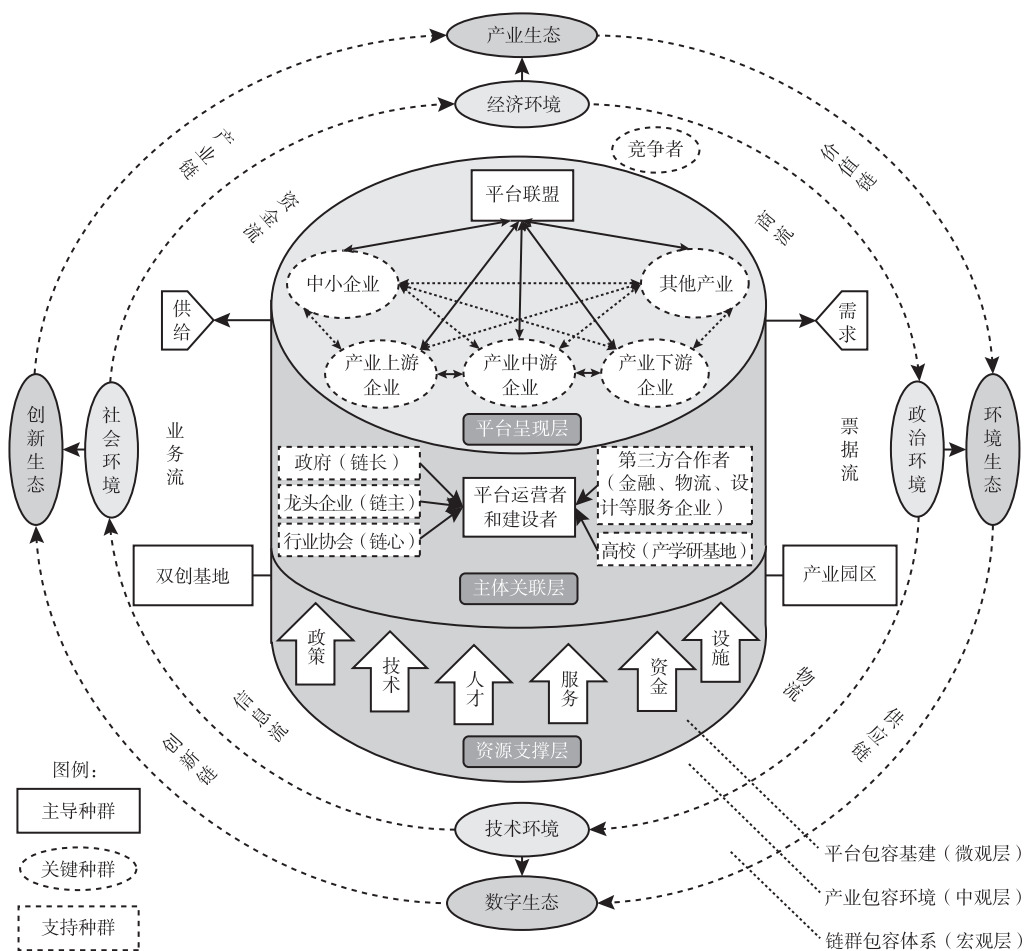 产业生态
经济环境
竞争者
产业链
价值链
资金流
商流
平台联盟
中小企业
其他产业
供给
需求
产业上游
企业
产业中游
企业
产业下游
企业
平台呈现层
创新生态
社会环境
业务流
票据流
政治环境
环境生态
政府（链长）
龙头企业（链主）
行业协会（链心）
平台运营者
和建设者
第三方合作者
（金融、物流、设
计等服务企业）
高校（产学研基地）
双创基地
产业园区
主体关联层
政策
技术
人才
服务
资金
设施
资源支撑层
信息流
物流
创新链
供应链
技术环境
数字生态
图例：
主导种群
关键种群
支持种群
平台包容基建（微观层）
产业包容环境（中观层）
链群包容体系（宏观层）